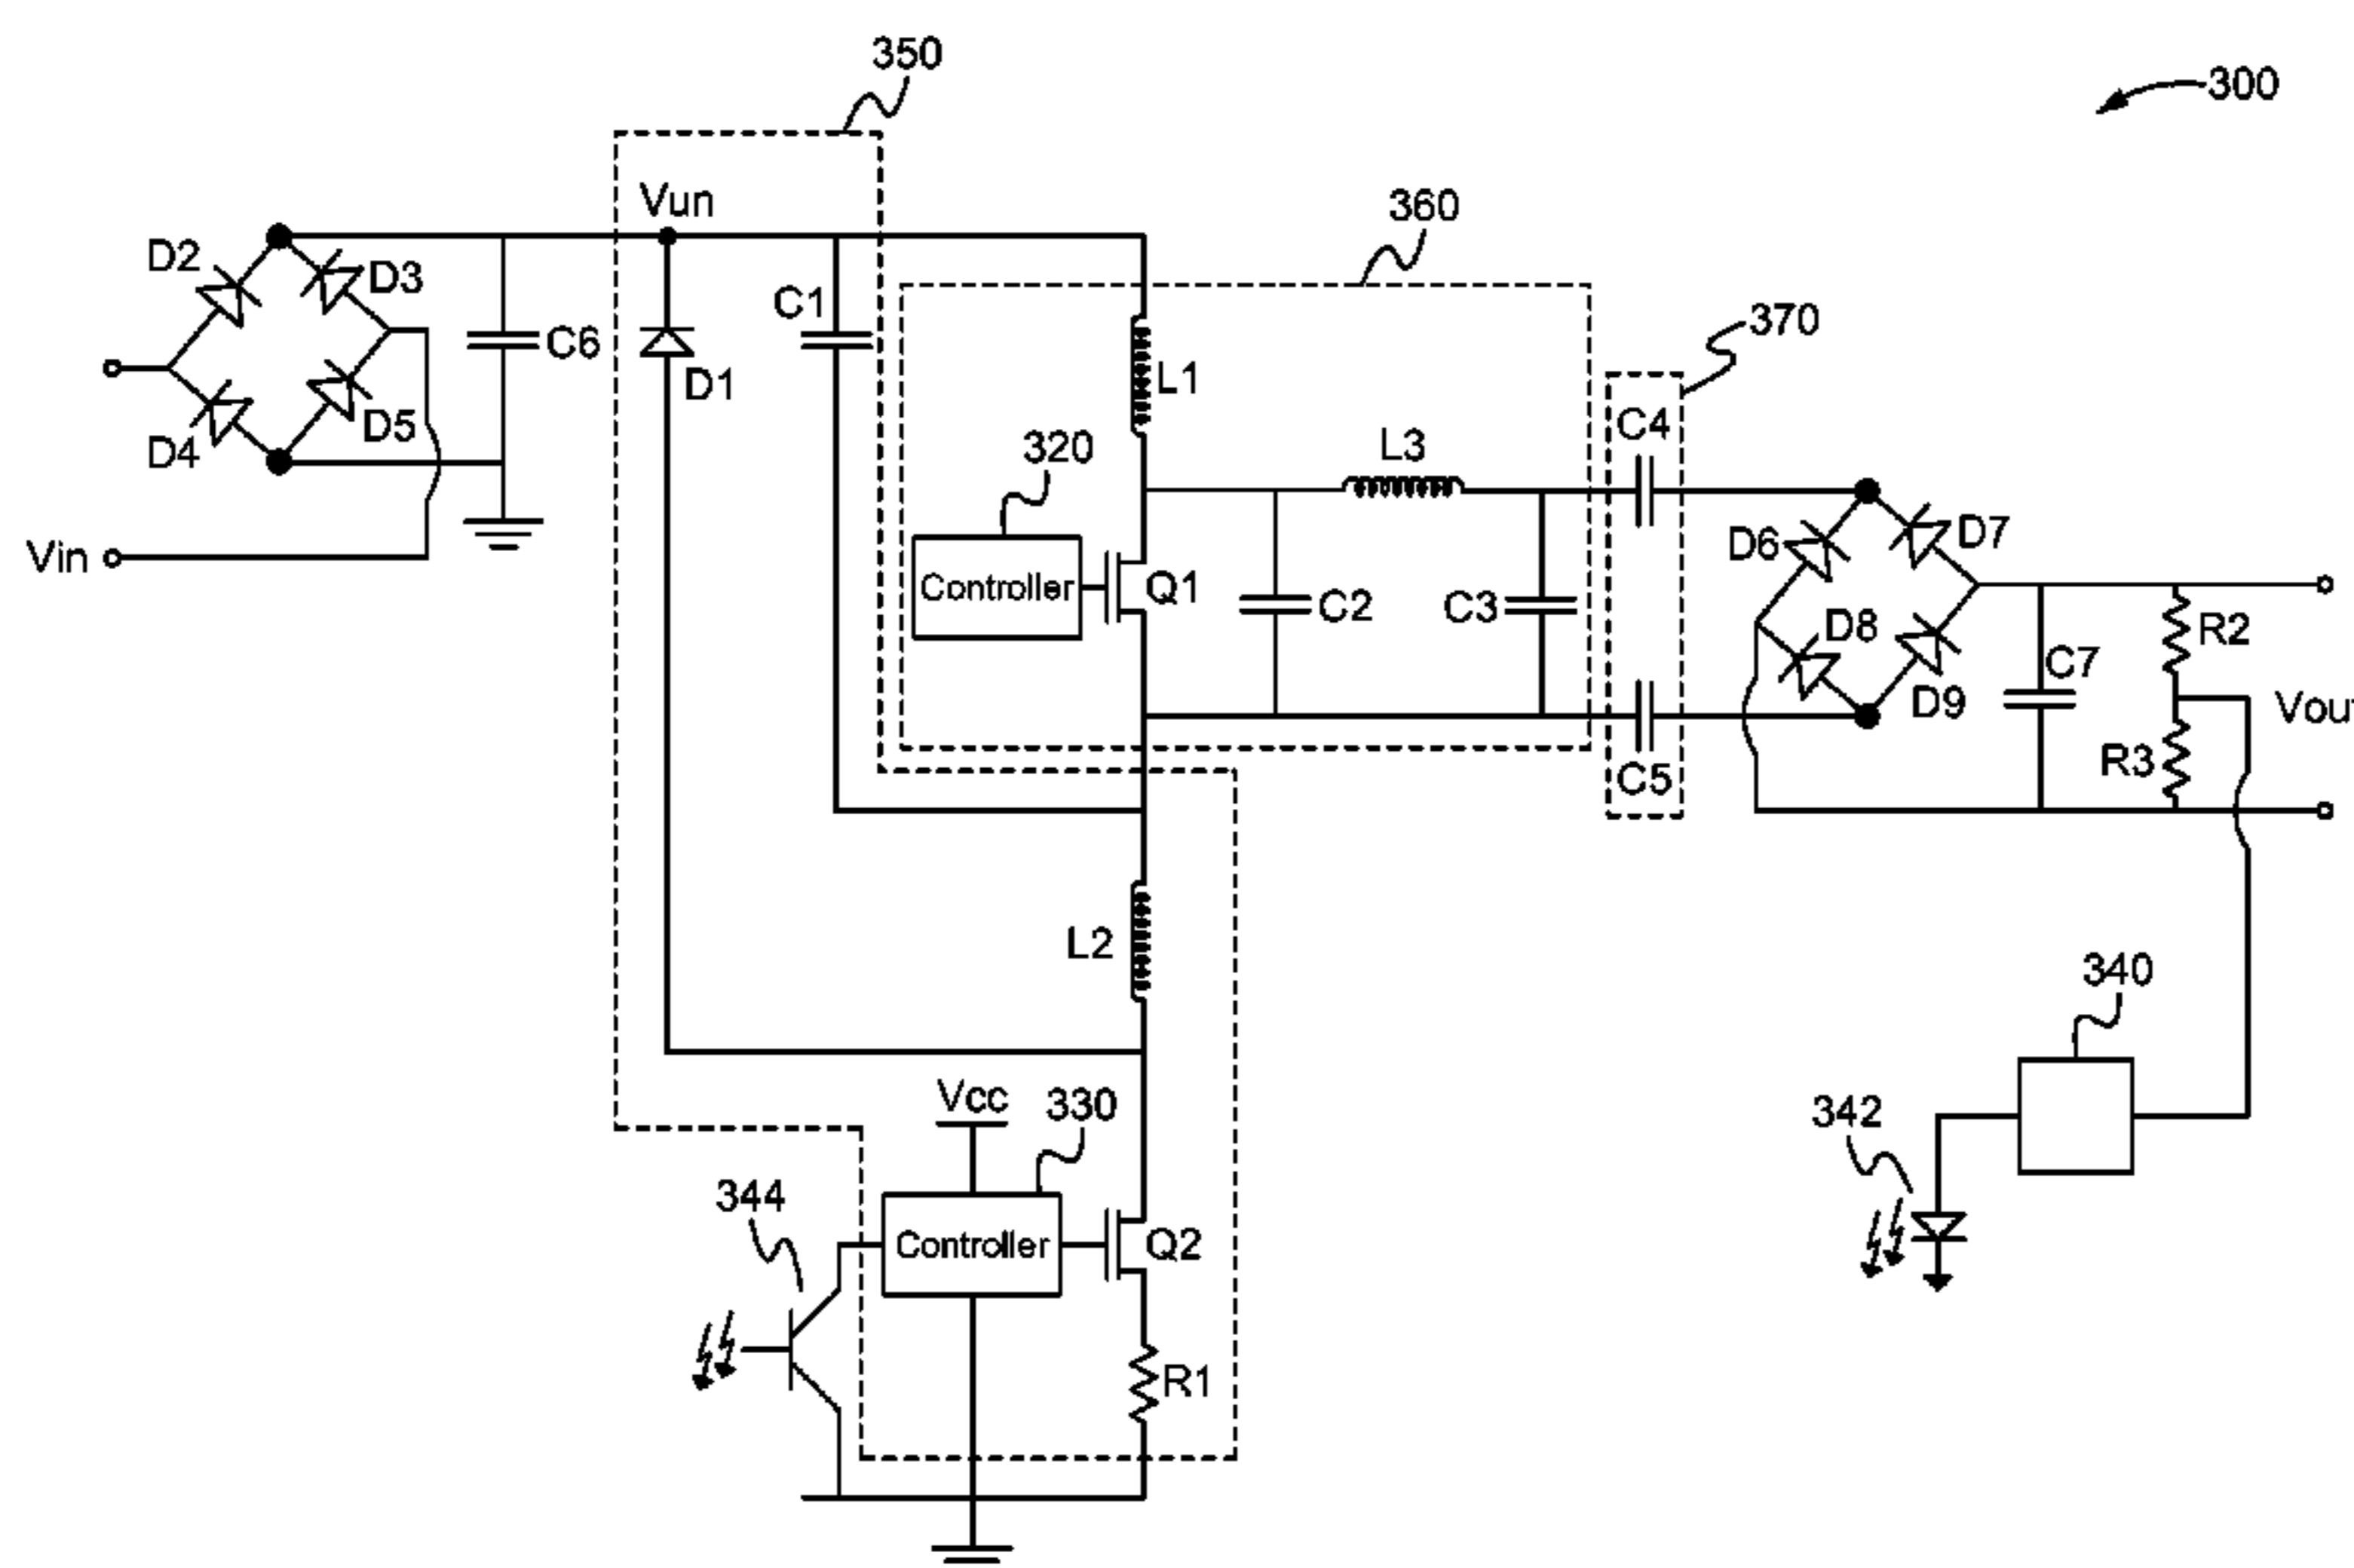 350
300
Vun
360
D2
D3
C1
370
C6
D1
L1
C4
D4
D5
320
L3
Vin
Controller
Q1
C2
C3
D6
D7
D8
R2
C7
D9
Vout
R3
C5
L2
340
Vcc
330
342
344
Controller
Q2
R1